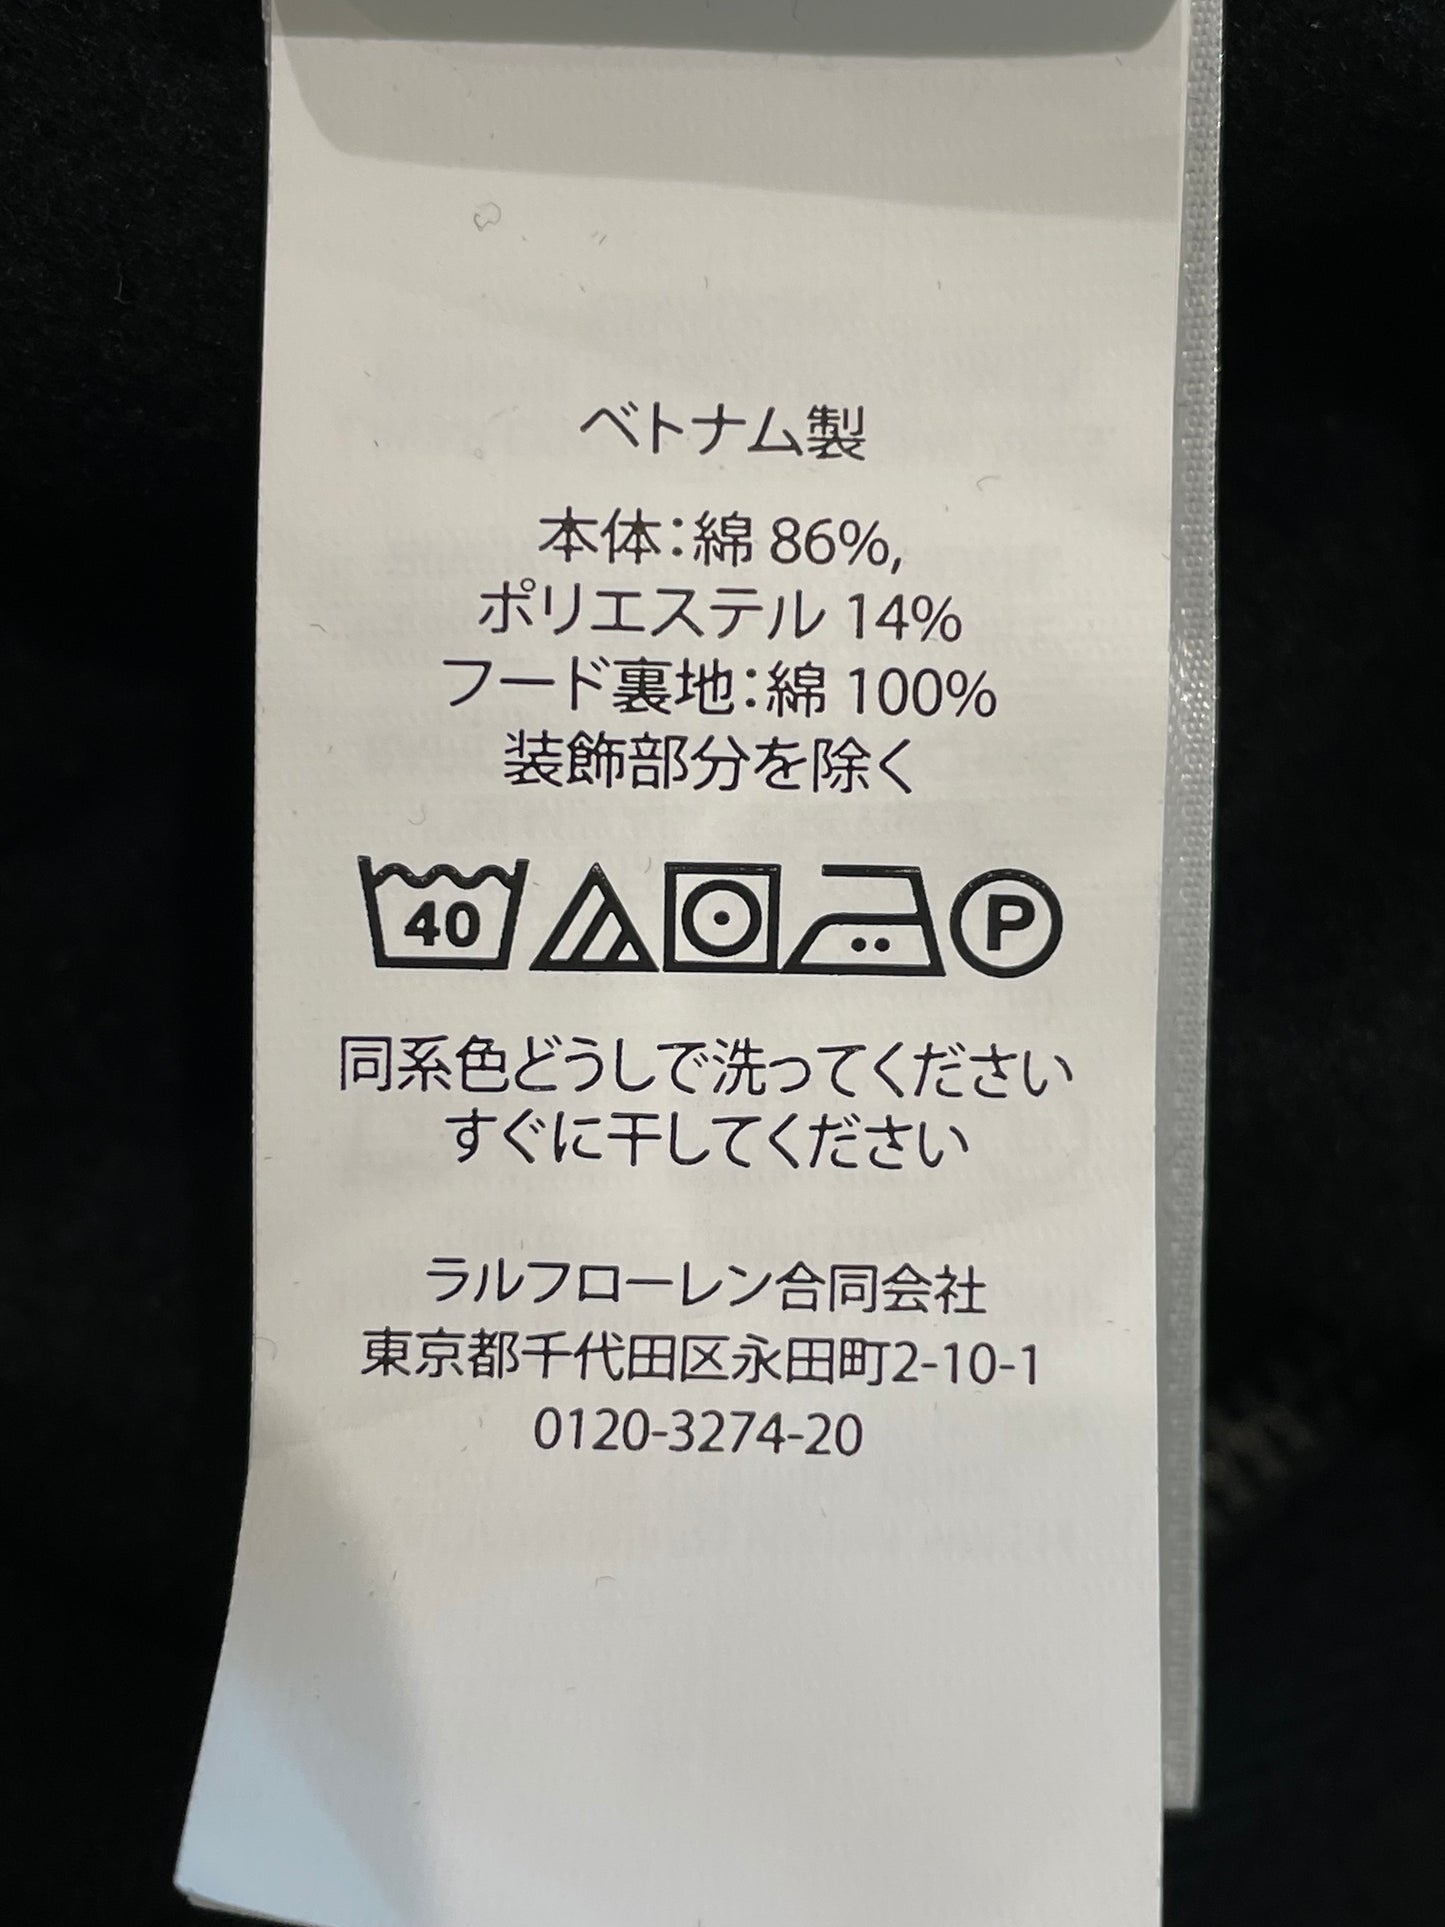 ベトナム製
本体：綿 86%,
ポリエステル 14%
フード裏地：綿 100%
装飾部分を除く
40 P
同系色どうしで洗ってください
すぐに干してください
ラルフローレン合同会社
東京都千代田区永田町2-10-1
0120-3274-20